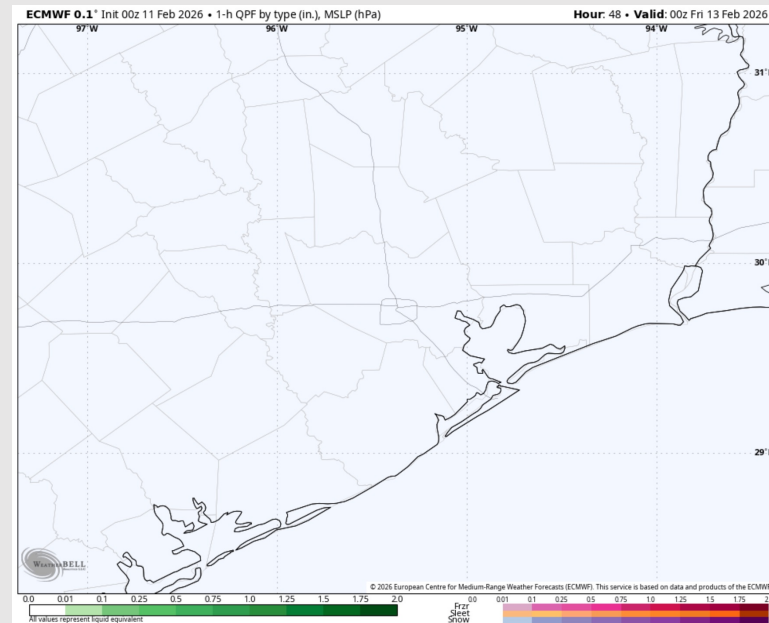 ECMWF 0.1° Init 00z 11 Feb 2026 • 1-h QPF by type (in.), MSLP (hPa) Hour: 48 • Valid: 00z Fri 13 Feb 2026
97°W 96°W 95°W 94°W
31°
30°
29°
WEATHERBELL
© 2026 European Centre for Medium-Range Weather Forecasts (ECMWF). This service is based on data and products of the ECMWF
0.0 0.01 0.1 0.25 0.5 0.75 1.0 1.25 1.5 1.75 2.0
0.0 0.01 0.1 0.25 0.5 0.75 1.0 1.25 1.5 1.75
Frzr
Sleet
Snow
All values represent liquid equivalent